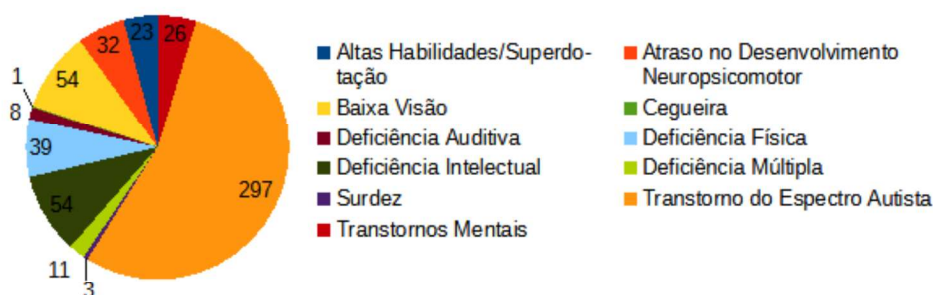 23
26
32
54
1
8
39
54
11
3
297
Altas Habilidades/Superdo-
tação
Atraso no Desenvolvimento
Neuropsicomotor
Baixa Visão
Cegueira
Deficiência Auditiva
Deficiência Física
Deficiência Intelectual
Deficiência Múltipla
Surdez
Transtorno do Espectro Autista
Transtornos Mentais